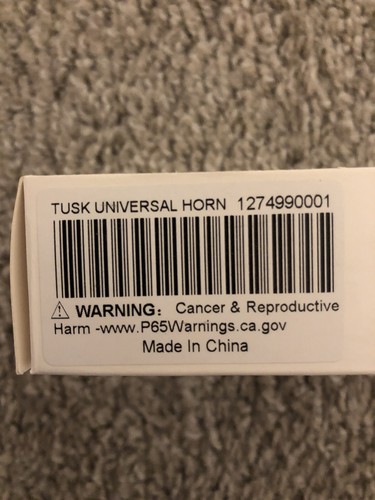 TUSK UNIVERSAL HORN 1274990001
⚠ WARNING: Cancer & Reproductive
Harm -www.P65Warnings.ca.gov
Made In China